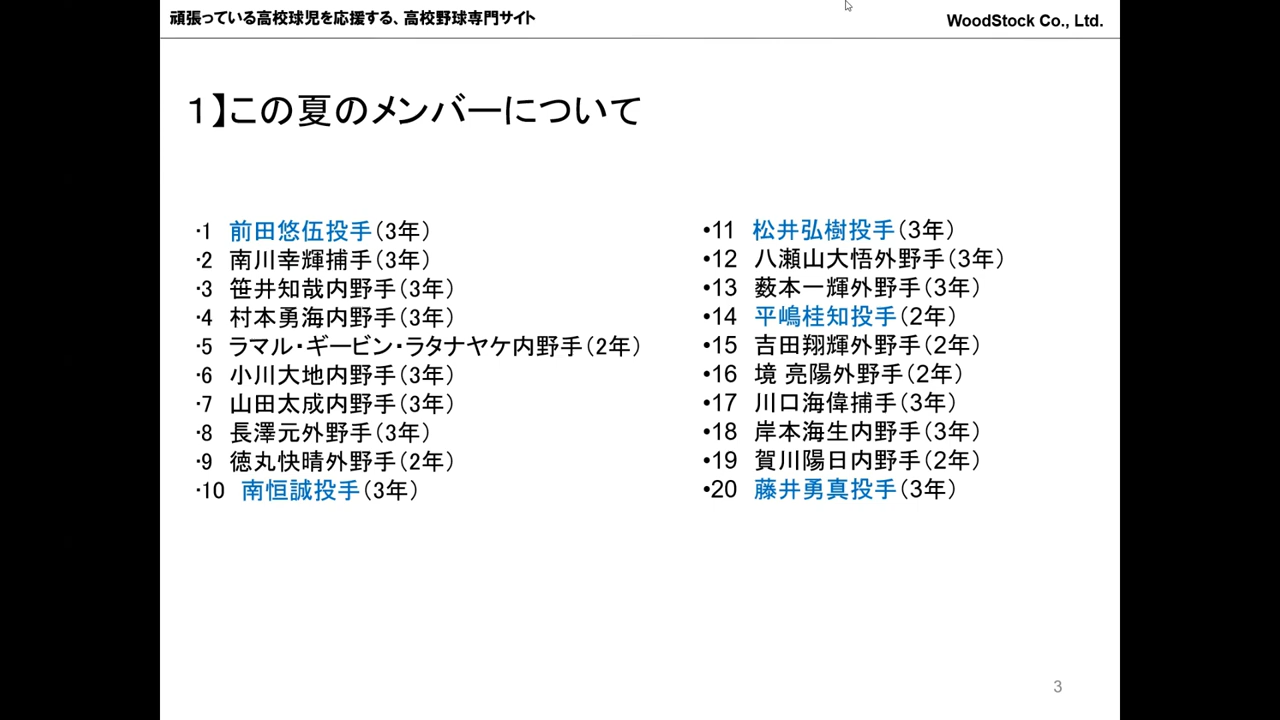 頑張っている高校球児を応援する、高校野球専門サイト
WoodStock Co., Ltd.
１】この夏のメンバーについて
・1 前田悠伍投手（3年）
・2 南川幸輝捕手（3年）
・3 笹井知哉内野手（3年）
・4 村本勇海内野手（3年）
・5 ラマル・ギービン・ラタナヤケ内野手（2年）
・6 小川大地内野手（3年）
・7 山田太成内野手（3年）
・8 長澤元外野手（3年）
・9 徳丸快晴外野手（2年）
・10 南恒誠投手（3年）
•11 松井弘樹投手（3年）
•12 八瀬山大悟外野手（3年）
•13 薮本一輝外野手（3年）
•14 平嶋桂知投手（2年）
•15 吉田翔輝外野手（2年）
•16 境 亮陽外野手（2年）
•17 川口海偉捕手（3年）
•18 岸本海生内野手（3年）
•19 賀川陽日内野手（2年）
•20 藤井勇真投手（3年）
3